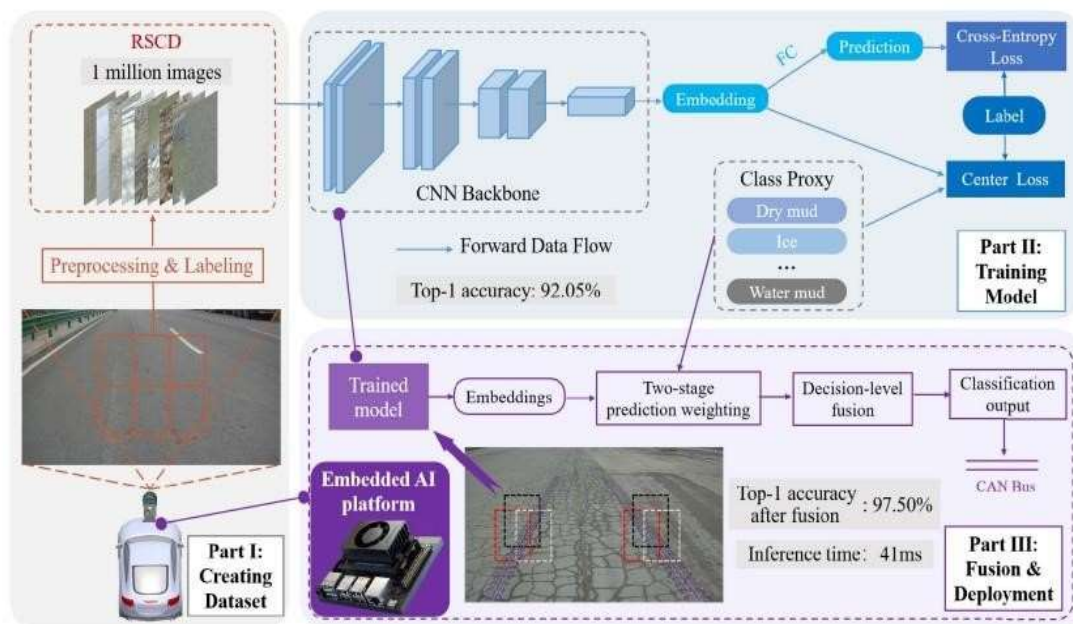 RSCD
1 million images
Preprocessing & Labeling
Part I:
Creating
Dataset
CNN Backbone
Forward Data Flow
Top-1 accuracy: 92.05%
Embedding
FC
Prediction
Cross-Entropy
Loss
Label
Center Loss
Class Proxy
Dry mud
Ice
...
Water mud
Part II:
Training
Model
Trained
model
Embeddings
Two-stage
prediction weighting
Decision-level
fusion
Classification
output
CAN Bus
Embedded AI
platform
Top-1 accuracy
after fusion : 97.50%
Inference time: 41ms
Part III:
Fusion &
Deployment